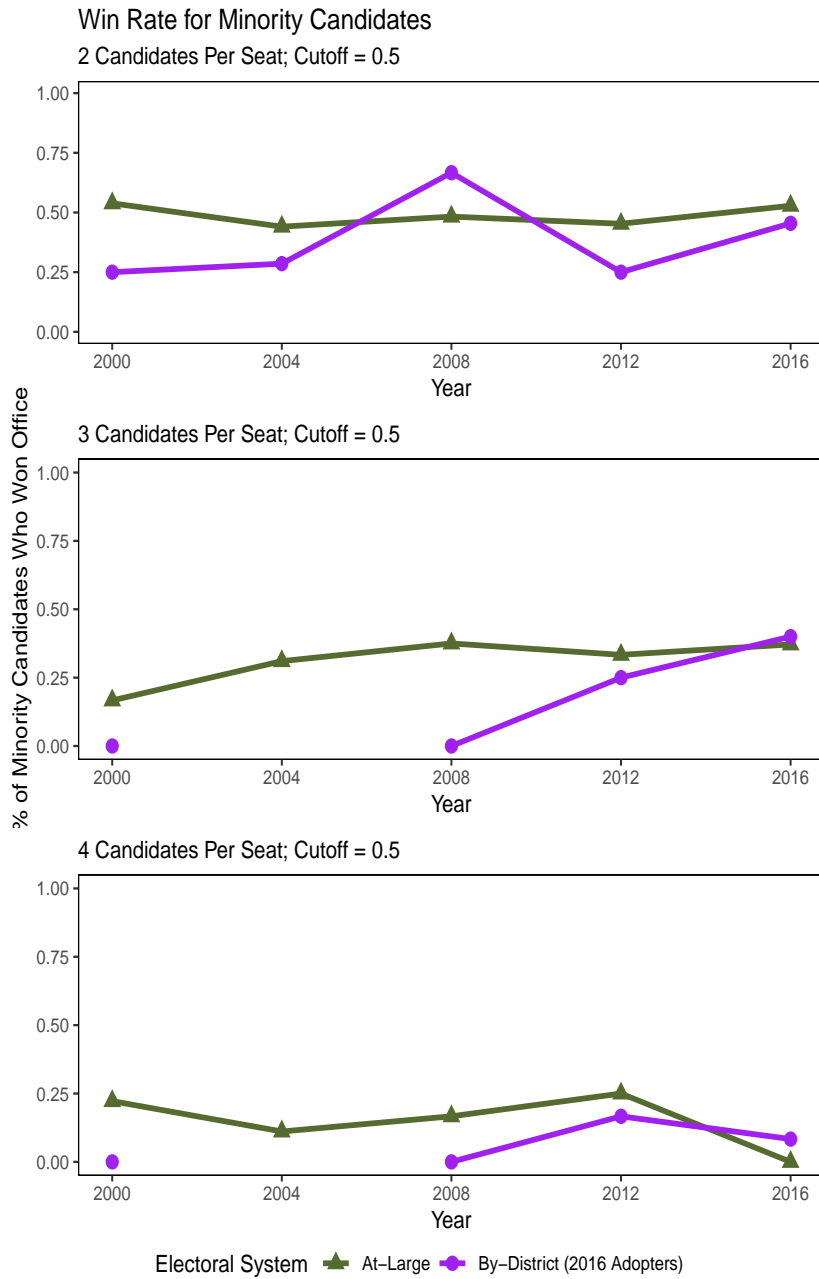 Win Rate for Minority Candidates
2 Candidates Per Seat; Cutoff = 0.5
1.00
0.75
0.50
0.25
0.00
2000 2004 2008 2012 2016
Year
% of Minority Candidates Who Won Office
3 Candidates Per Seat; Cutoff = 0.5
1.00
0.75
0.50
0.25
0.00
2000 2004 2008 2012 2016
Year
4 Candidates Per Seat; Cutoff = 0.5
1.00
0.75
0.50
0.25
0.00
2000 2004 2008 2012 2016
Year
Electoral System At−Large By−District (2016 Adopters)